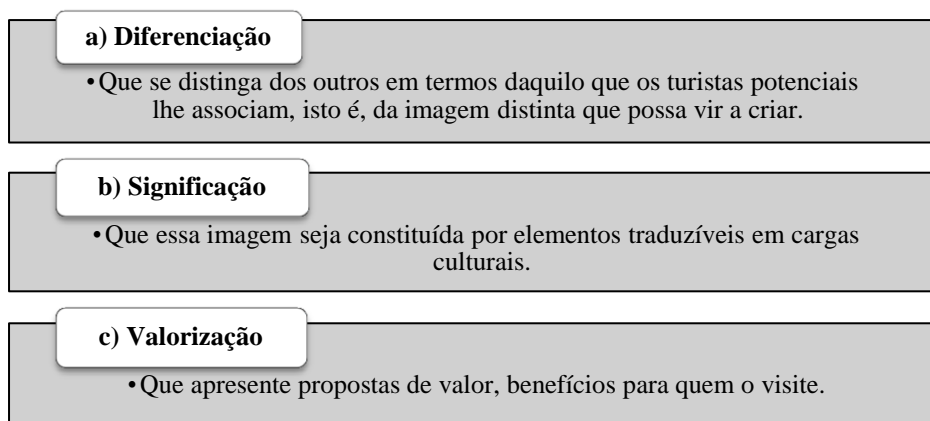 a) Diferenciação
•Que se distinga dos outros em termos daquilo que os turistas potenciais
lhe associam, isto é, da imagem distinta que possa vir a criar.
b) Significação
•Que essa imagem seja constituída por elementos traduzíveis em cargas
culturais.
c) Valorização
•Que apresente propostas de valor, benefícios para quem o visite.